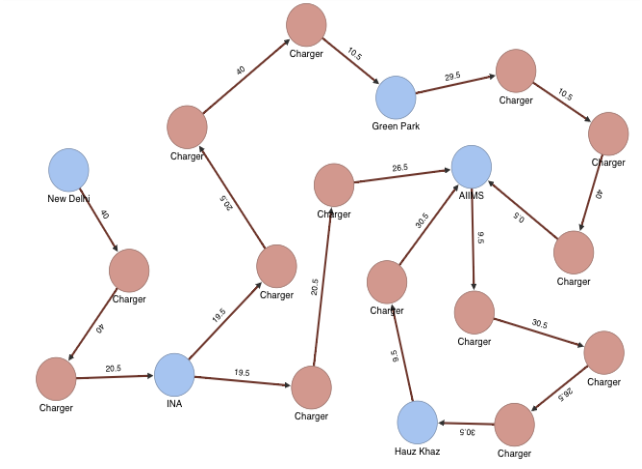 Charger
10.5
40
Green Park
29.5
Charger
10.5
Charger
Charger
New Delhi
40
Charger
40
Charger
20.5
INA
19.5
Charger
20.5
19.5
Charger
20.5
Charger
26.5
AIIMS
0.5
Charger
40
30.5
Charger
9.5
Charger
30.5
Charger
26.5
Charger
30.5
Hauz Khaz
9.5